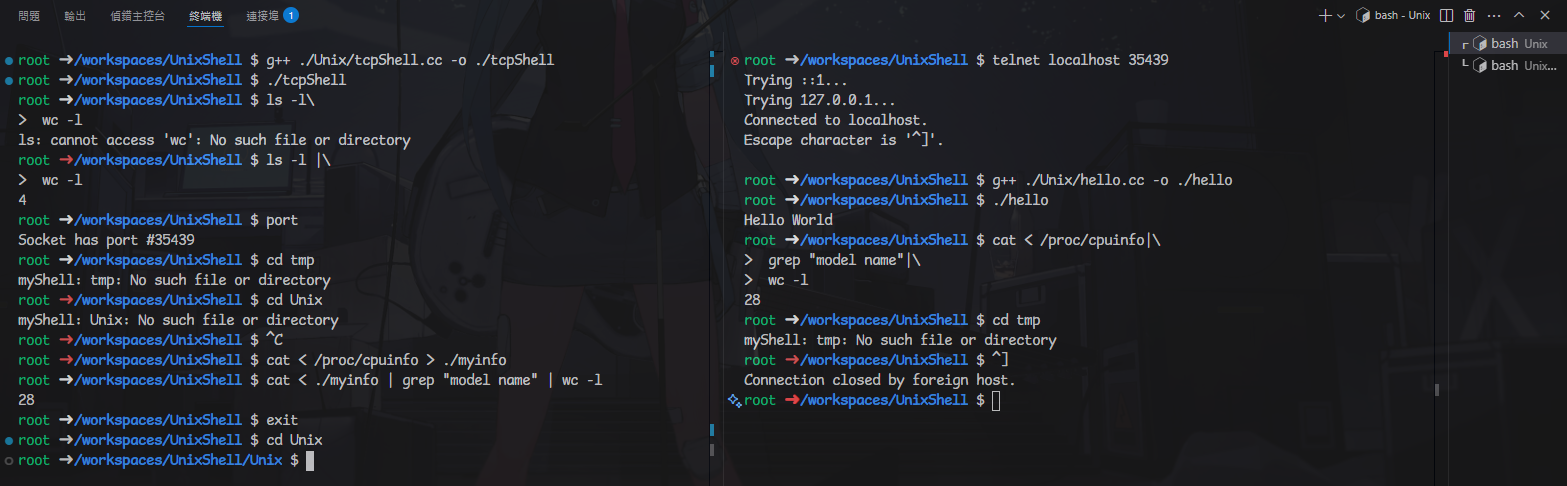 問題 輸出 偵錯主控台 終端機 連接埠 1
bash - Unix
root ➜/workspaces/UnixShell $ g++ ./Unix/tcpShell.cc -o ./tcpShell
root ➜/workspaces/UnixShell $ ./tcpShell
root ➜/workspaces/UnixShell $ ls -l\
> wc -l
ls: cannot access 'wc': No such file or directory
root ➜/workspaces/UnixShell $ ls -l |\
> wc -l
4
root ➜/workspaces/UnixShell $ port
Socket has port #35439
root ➜/workspaces/UnixShell $ cd tmp
myShell: tmp: No such file or directory
root ➜/workspaces/UnixShell $ cd Unix
myShell: Unix: No such file or directory
root ➜/workspaces/UnixShell $ ^C
root ➜/workspaces/UnixShell $ cat < /proc/cpuinfo > ./myinfo
root ➜/workspaces/UnixShell $ cat < ./myinfo | grep "model name" | wc -l
28
root ➜/workspaces/UnixShell $ exit
root ➜/workspaces/UnixShell $ cd Unix
root ➜/workspaces/UnixShell/Unix $
root ➜/workspaces/UnixShell $ telnet localhost 35439
Trying ::1...
Trying 127.0.0.1...
Connected to localhost.
Escape character is '^]'.
root ➜/workspaces/UnixShell $ g++ ./Unix/hello.cc -o ./hello
root ➜/workspaces/UnixShell $ ./hello
Hello World
root ➜/workspaces/UnixShell $ cat < /proc/cpuinfo|\
> grep "model name"|\
> wc -l
28
root ➜/workspaces/UnixShell $ cd tmp
myShell: tmp: No such file or directory
root ➜/workspaces/UnixShell $ ^]
Connection closed by foreign host.
root ➜/workspaces/UnixShell $
bash Unix
bash Unix...